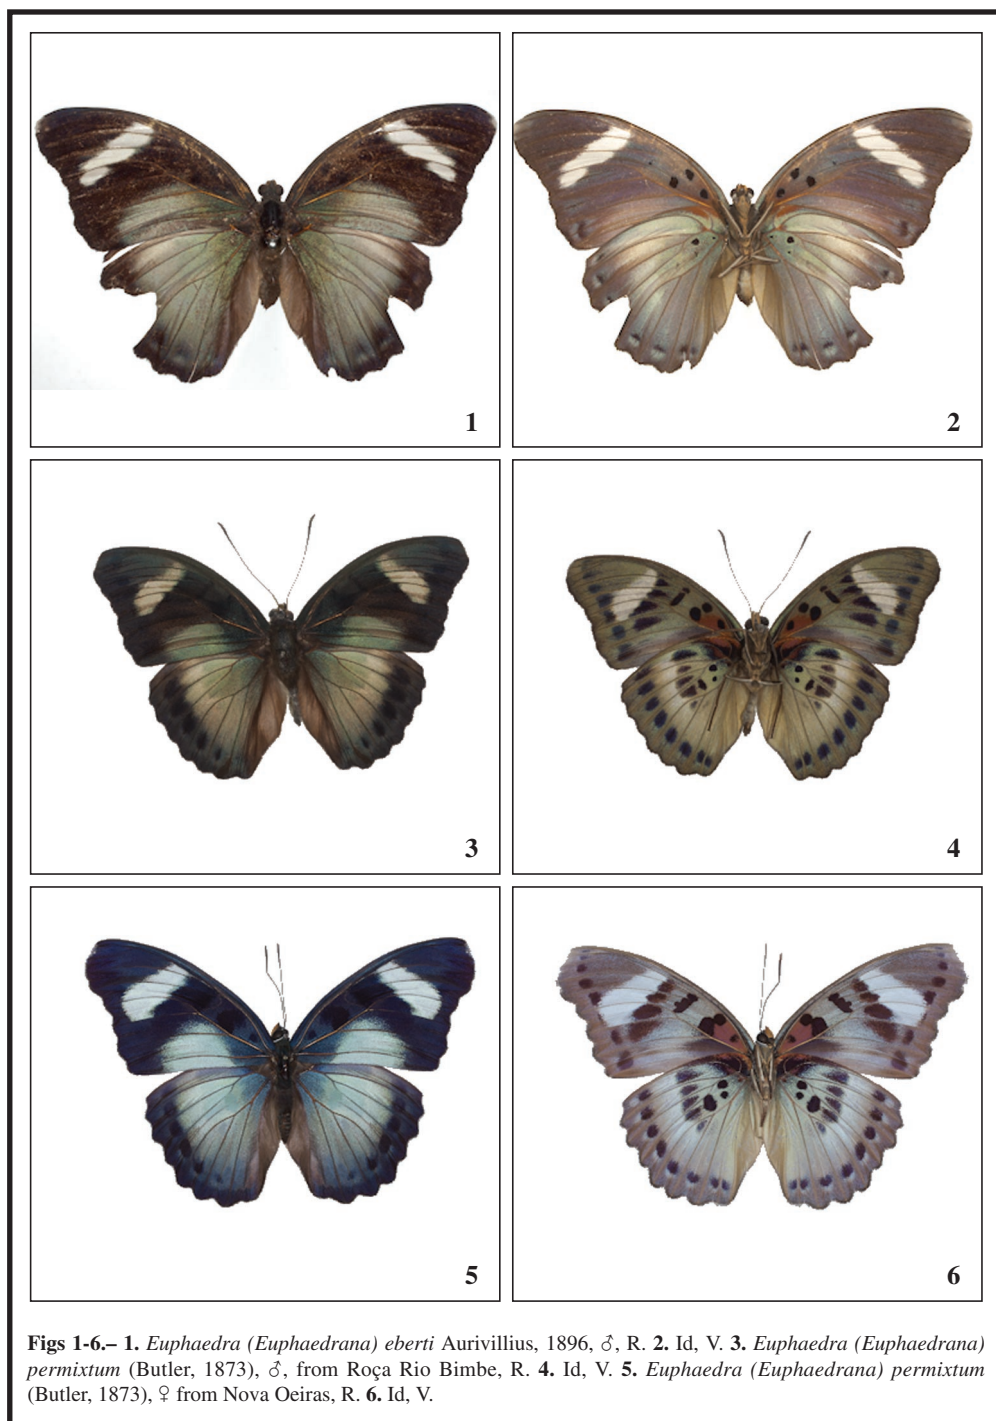 1
2
3
4
5
6
Figs 1-6.– 1. Euphaedra (Euphaedrana) eberti Aurivillius, 1896, ♂, R. 2. Id, V. 3. Euphaedra (Euphaedrana)
permixtum (Butler, 1873), ♂, from Roça Rio Bimbe, R. 4. Id, V. 5. Euphaedra (Euphaedrana) permixtum
(Butler, 1873), ♀ from Nova Oeiras, R. 6. Id, V.